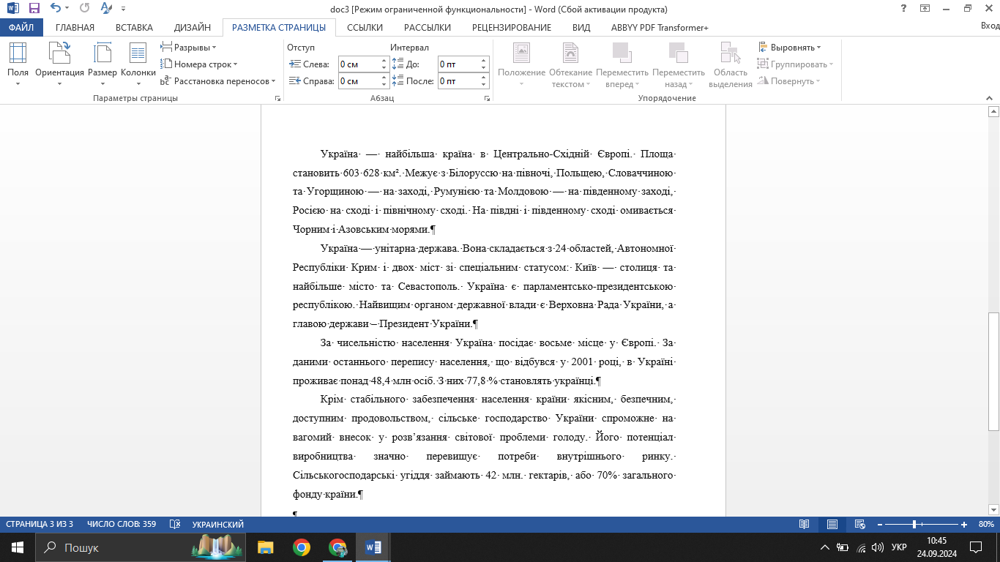 doc3 [Режим ограниченной функциональности] - Word (Сбой активации продукта)
ФАЙЛ ГЛАВНАЯ ВСТАВКА ДИЗАЙН РАЗМЕТКА СТРАНИЦЫ ССЫЛКИ РАССЫЛКИ РЕЦЕНЗИРОВАНИЕ ВИД ABBYY PDF Transformer+ Вход
Поля
Ориентация
Размер
Колонки
Разрывы
Номера строк
Расстановка переносов
Параметры страницы
Отступ
Слева: 0 см
Справа: 0 см
Интервал
До: 0 пт
После: 0 пт
Абзац
Положение
Обтекание текстом
Переместить вперед
Переместить назад
Область выделения
Выровнять
Группировать
Повернуть
Упорядочение
Україна — найбільша країна в Центрально-Східній Європі. Площа
становить 603 628 км². Межує з Білоруссю на півночі, Польщею, Словаччиною
та Угорщиною — на заході, Румунією та Молдовою — на південному заході,
Росією на сході і північному сході. На півдні і південному сході омивається
Чорним і Азовським морями.¶
Україна — унітарна держава. Вона складається з 24 областей, Автономної
Республіки Крим і двох міст зі спеціальним статусом: Київ — столиця та
найбільше місто та Севастополь. Україна є парламентсько-президентською
республікою. Найвищим органом державної влади є Верховна Рада України, а
главою держави – Президент України.¶
За чисельністю населення Україна посідає восьме місце у Європі. За
даними останнього перепису населення, що відбувся у 2001 році, в Україні
проживає понад 48,4 млн осіб. З них 77,8 % становлять українці.¶
Крім стабільного забезпечення населення країни якісним, безпечним,
доступним продовольством, сільське господарство України спроможне на
вагомий внесок у розв’язання світової проблеми голоду. Його потенціал
виробництва значно перевищує потреби внутрішнього ринку.
Сільськогосподарські угіддя займають 42 млн. гектарів, або 70% загального
фонду країни.¶
¶
СТРАНИЦА 3 ИЗ 3 ЧИСЛО СЛОВ: 359 УКРАИНСКИЙ 80%
Пошук
УКР
10:45
24.09.2024